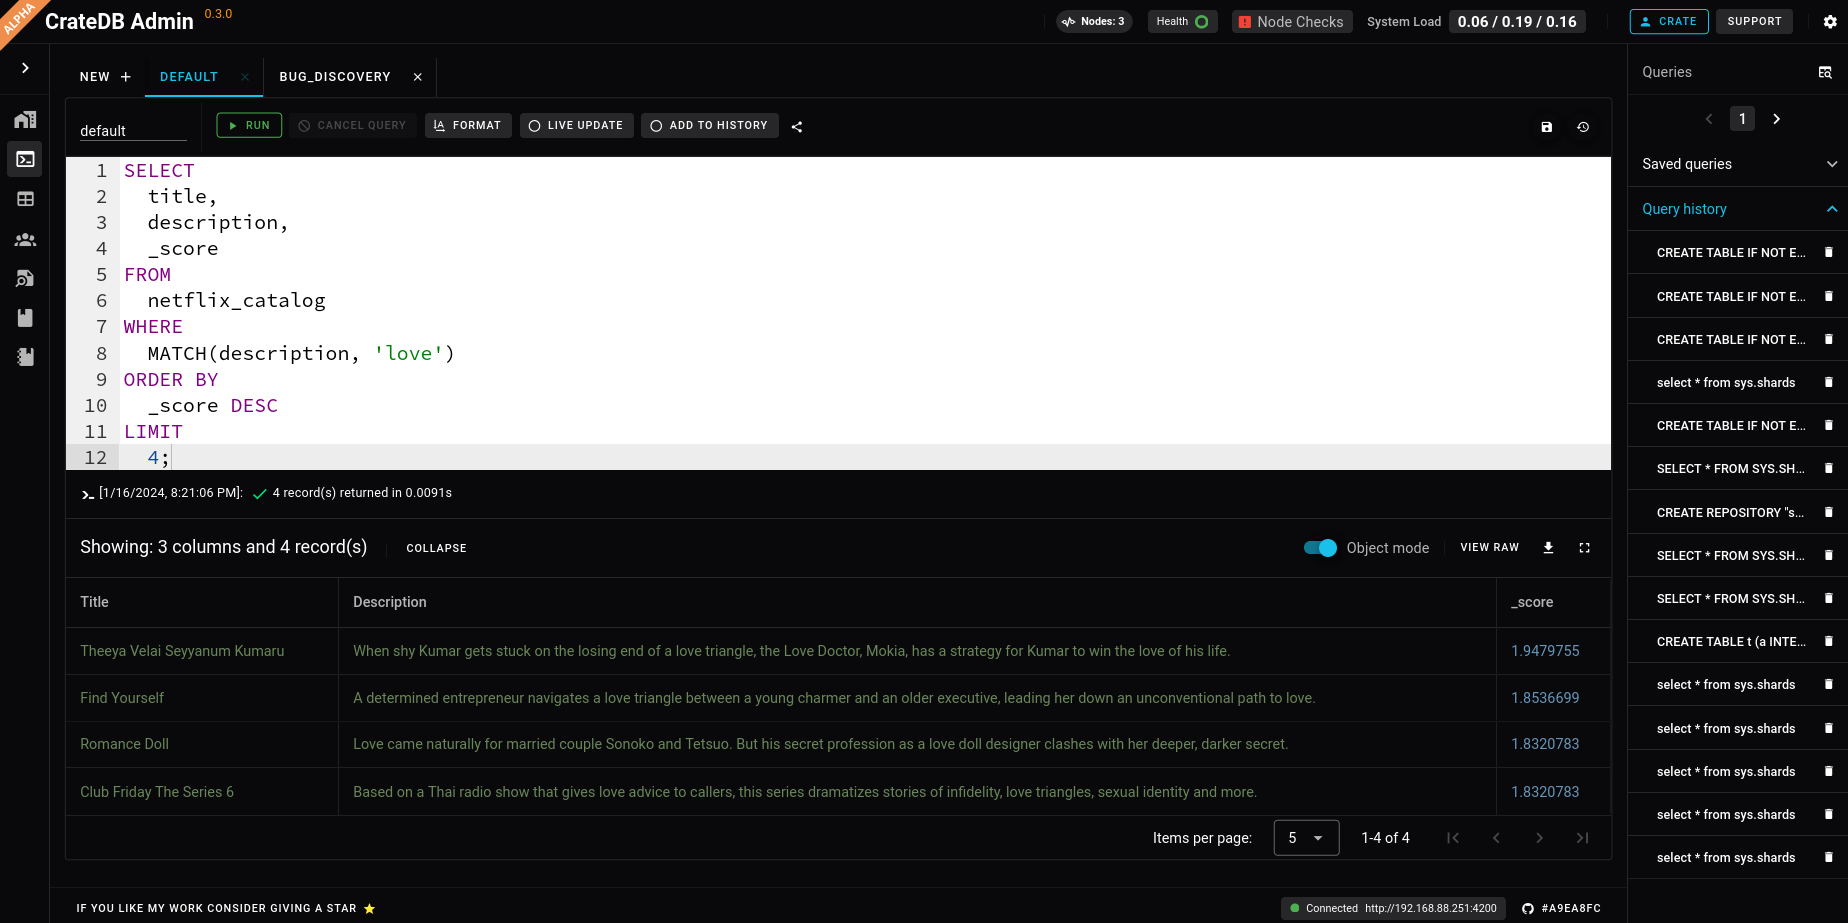 ALPHA
CrateDB Admin 0.3.0
Nodes: 3
Health
Node Checks
System Load 0.06 / 0.19 / 0.16
CRATE
SUPPORT
NEW
DEFAULT
BUG_DISCOVERY
default
RUN
CANCEL QUERY
FORMAT
LIVE UPDATE
ADD TO HISTORY
1 SELECT
2 title,
3 description,
4 _score
5 FROM
6 netflix_catalog
7 WHERE
8 MATCH(description, 'love')
9 ORDER BY
10 _score DESC
11 LIMIT
12 4;
[1/16/2024, 8:21:06 PM]: 4 record(s) returned in 0.0091s
Showing: 3 columns and 4 record(s)
COLLAPSE
Object mode
VIEW RAW
Title Description _score
Theeya Velai Seyyanum Kumaru When shy Kumar gets stuck on the losing end of a love triangle, the Love Doctor, Mokia, has a strategy for Kumar to win the love of his life. 1.9479755
Find Yourself A determined entrepreneur navigates a love triangle between a young charmer and an older executive, leading her down an unconventional path to love. 1.8536699
Romance Doll Love came naturally for married couple Sonoko and Tetsuo. But his secret profession as a love doll designer clashes with her deeper, darker secret. 1.8320783
Club Friday The Series 6 Based on a Thai radio show that gives love advice to callers, this series dramatizes stories of infidelity, love triangles, sexual identity and more. 1.8320783
Items per page: 5 1-4 of 4
Queries
1
Saved queries
Query history
CREATE TABLE IF NOT E...
CREATE TABLE IF NOT E...
CREATE TABLE IF NOT E...
select * from sys.shards
CREATE TABLE IF NOT E...
SELECT * FROM SYS.SH...
CREATE REPOSITORY "s...
SELECT * FROM SYS.SH...
SELECT * FROM SYS.SH...
CREATE TABLE t (a INTE...
select * from sys.shards
select * from sys.shards
select * from sys.shards
select * from sys.shards
select * from sys.shards
IF YOU LIKE MY WORK CONSIDER GIVING A STAR
Connected http://192.168.88.251:4200
#A9EA8FC